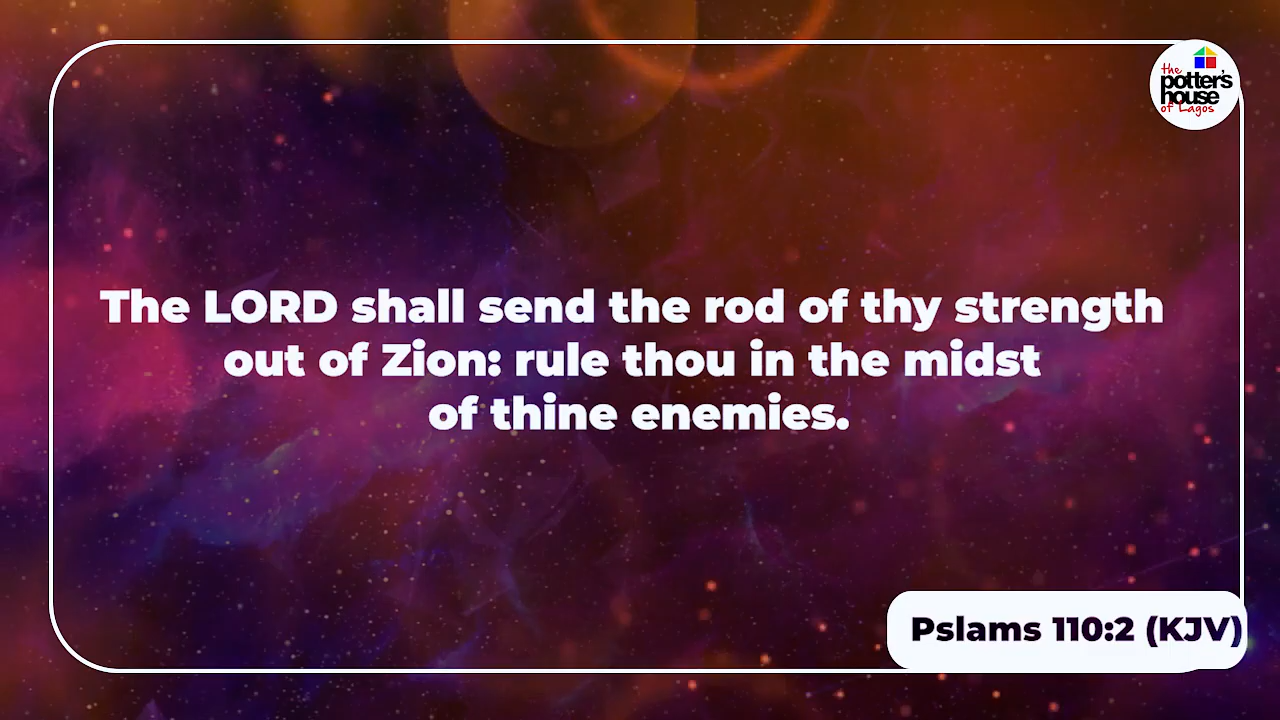 the
potter's
house
of Lagos
The LORD shall send the rod of thy strength
out of Zion: rule thou in the midst
of thine enemies.
Pslams 110:2 (KJV)